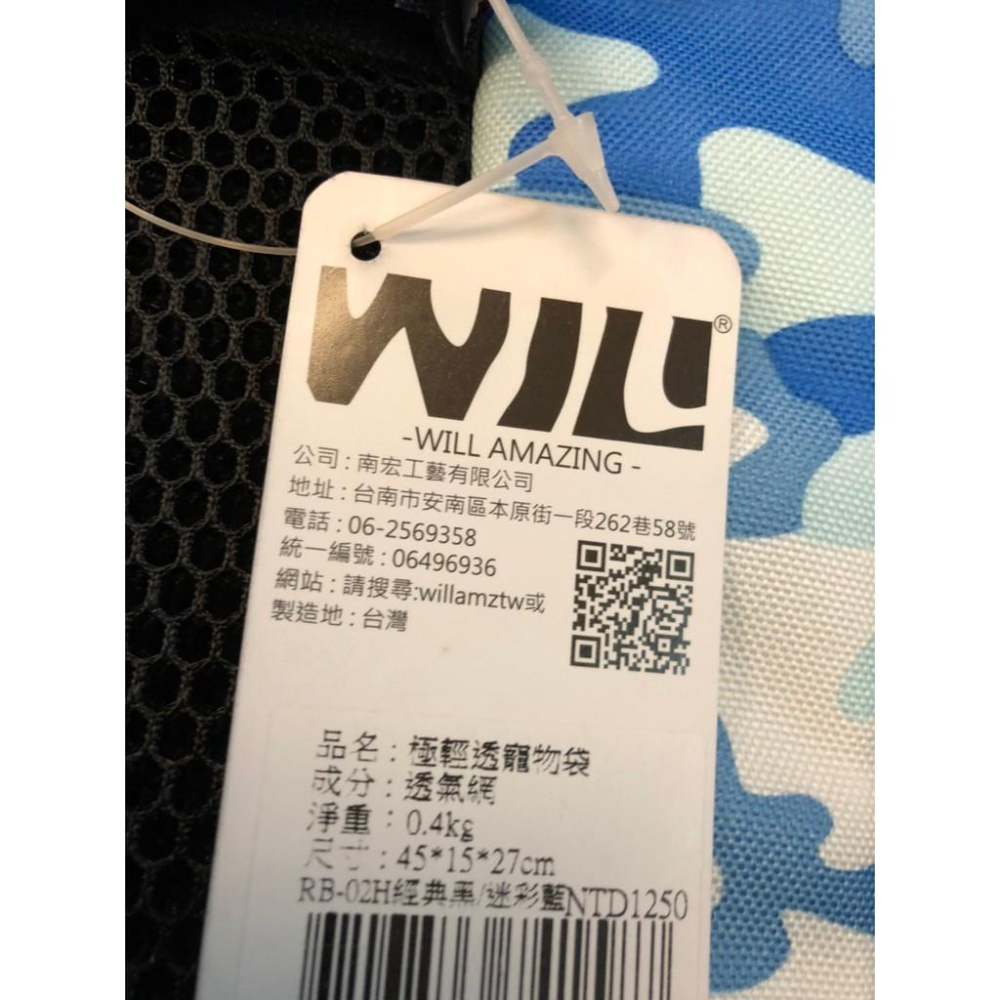 WILL®
-WILL AMAZING -
公司：南宏工藝有限公司
地址：台南市安南區本原街一段262巷58號
電話：06-2569358
統一編號：06496936
網站：請搜尋:willamztw或
製造地：台灣
品名：極輕透寵物袋
成分：透氣網
淨重：0.4kg
尺寸：45*15*27cm
RB-02H經典黑/迷彩藍NTD1250